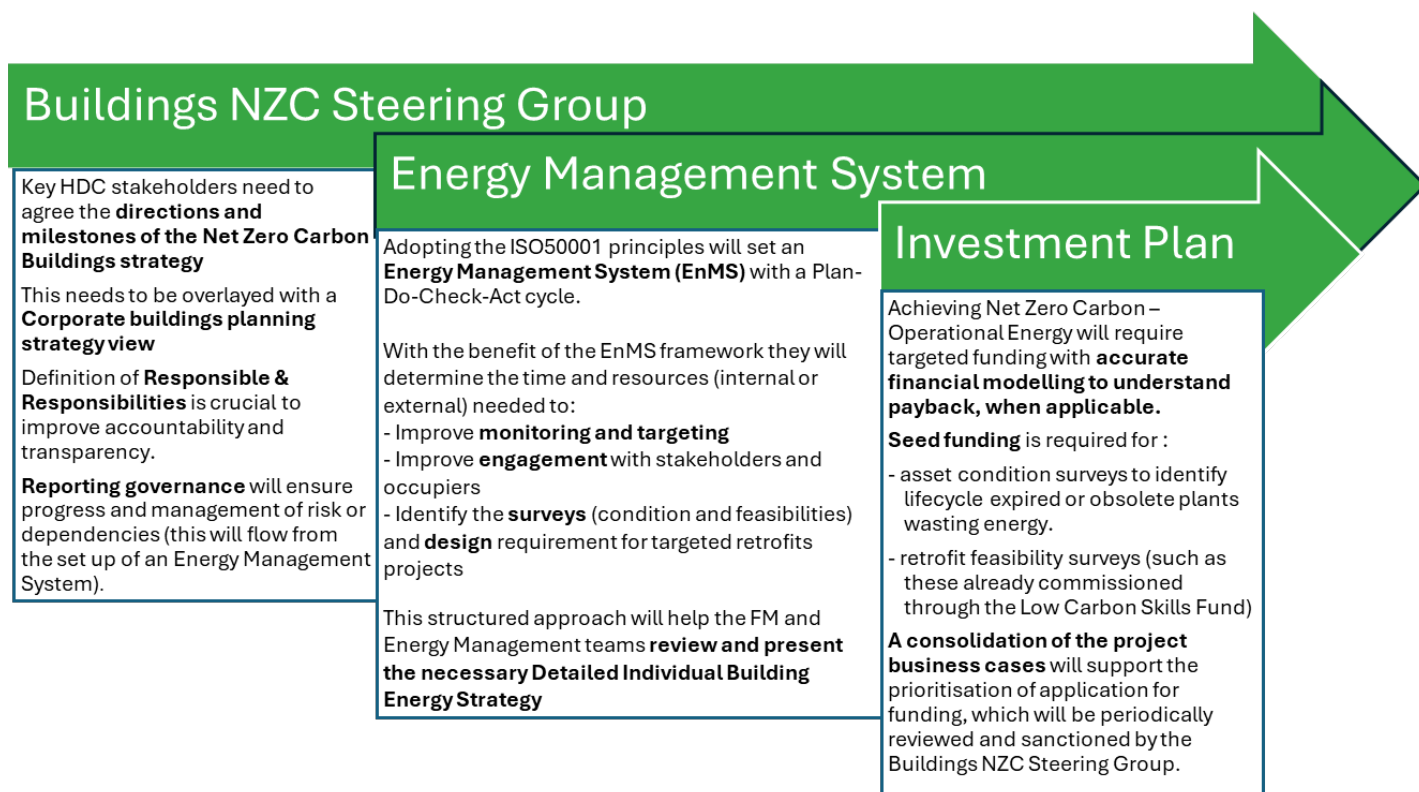 Buildings NZC Steering Group
Key HDC stakeholders need to
agree the directions and
milestones of the Net Zero Carbon
Buildings strategy
This needs to be overlayed with a
Corporate buildings planning
strategy view
Definition of Responsible &
Responsibilities is crucial to
improve accountability and
transparency.
Reporting governance will ensure
progress and management of risk or
dependencies (this will flow from
the set up of an Energy Management
System).
Energy Management System
Adopting the ISO50001 principles will set an
Energy Management System (EnMS) with a Plan-
Do-Check-Act cycle.
With the benefit of the EnMS framework they will
determine the time and resources (internal or
external) needed to:
- Improve monitoring and targeting
- Improve engagement with stakeholders and
occupiers
- Identify the surveys (condition and feasibilities)
and design requirement for targeted retrofits
projects
This structured approach will help the FM and
Energy Management teams review and present
the necessary Detailed Individual Building
Energy Strategy
Investment Plan
Achieving Net Zero Carbon –
Operational Energy will require
targeted funding with accurate
financial modelling to understand
payback, when applicable.
Seed funding is required for :
- asset condition surveys to identify
lifecycle expired or obsolete plants
wasting energy.
- retrofit feasibility surveys (such as
these already commissioned
through the Low Carbon Skills Fund)
A consolidation of the project
business cases will support the
prioritisation of application for
funding, which will be periodically
reviewed and sanctioned by the
Buildings NZC Steering Group.